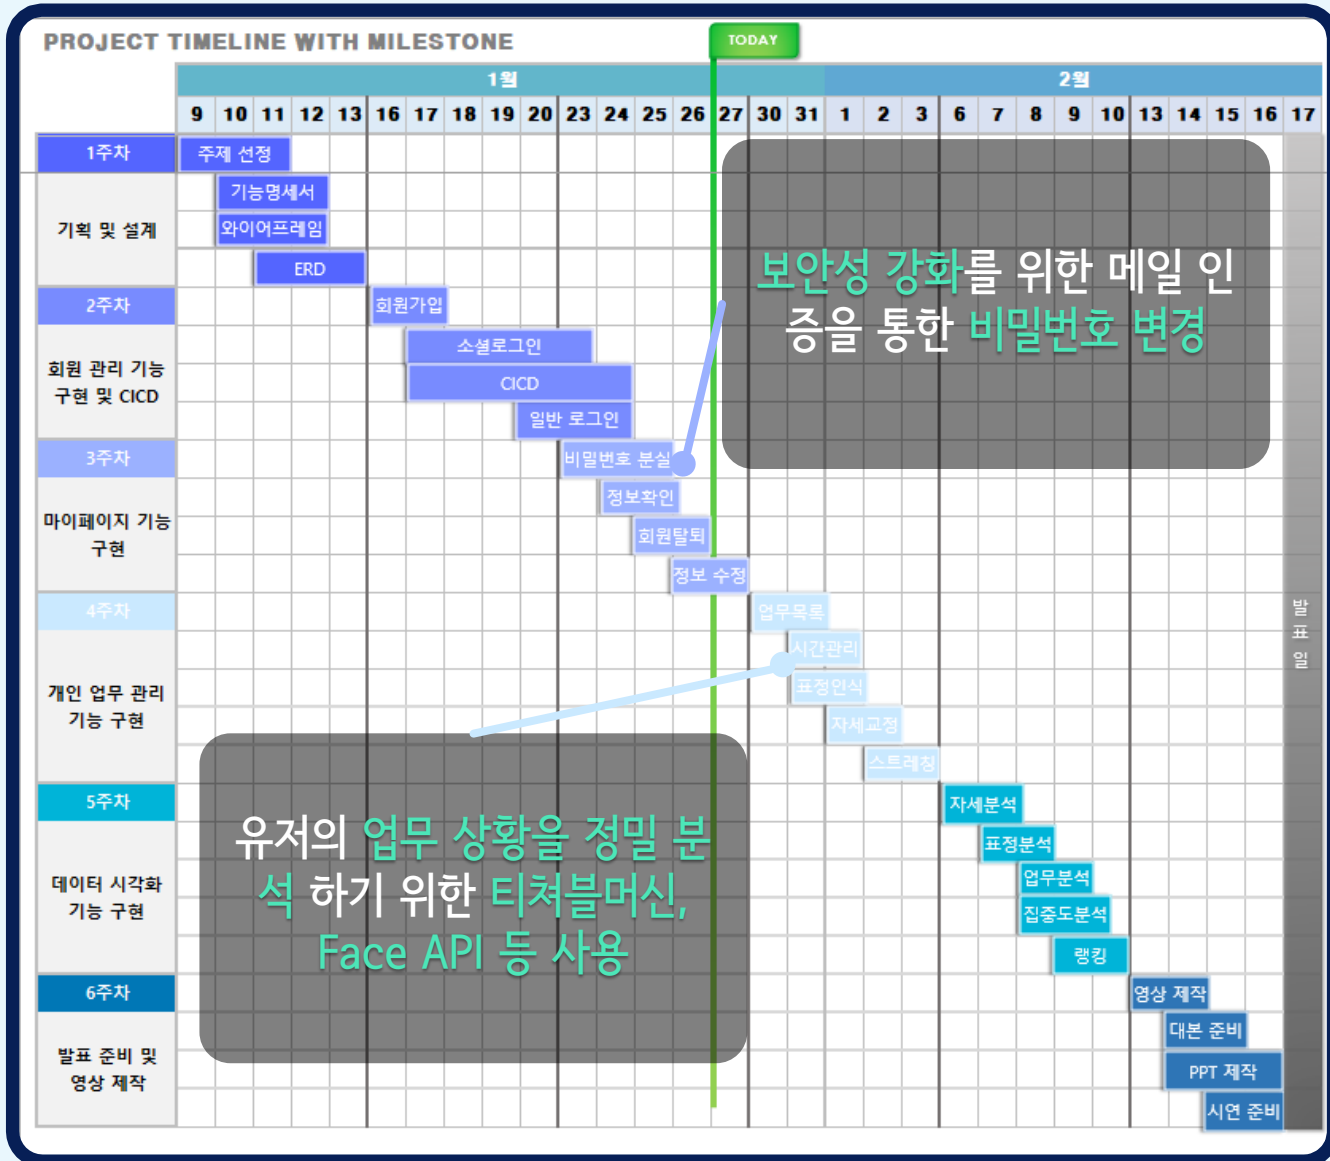 PROJECT TIMELINE WITH MILESTONE
TODAY
1월 2월
9 10 11 12 13 16 17 18 19 20 23 24 25 26 27 30 31 1 2 3 6 7 8 9 10 13 14 15 16 17
1주차 주제 선정
기획 및 설계
기능명세서
와이어프레임
ERD
2주차 회원가입
회원 관리 기능
구현 및 CICD
소셜로그인
CICD
일반 로그인
보안성 강화를 위한 메일 인
증을 통한 비밀번호 변경
3주차 비밀번호 분실
마이페이지 기능
구현
정보확인
회원탈퇴
정보 수정
4주차 업무목록
개인 업무 관리
기능 구현
시간관리
표정인식
자세교정
스트레칭
유저의 업무 상황을 정밀 분
석 하기 위한 티쳐블머신,
Face API 등 사용
5주차 자세분석
데이터 시각화
기능 구현
표정분석
업무분석
집중도분석
랭킹
6주차 영상 제작
발표 준비 및
영상 제작
대본 준비
PPT 제작
시연 준비
발
표
일